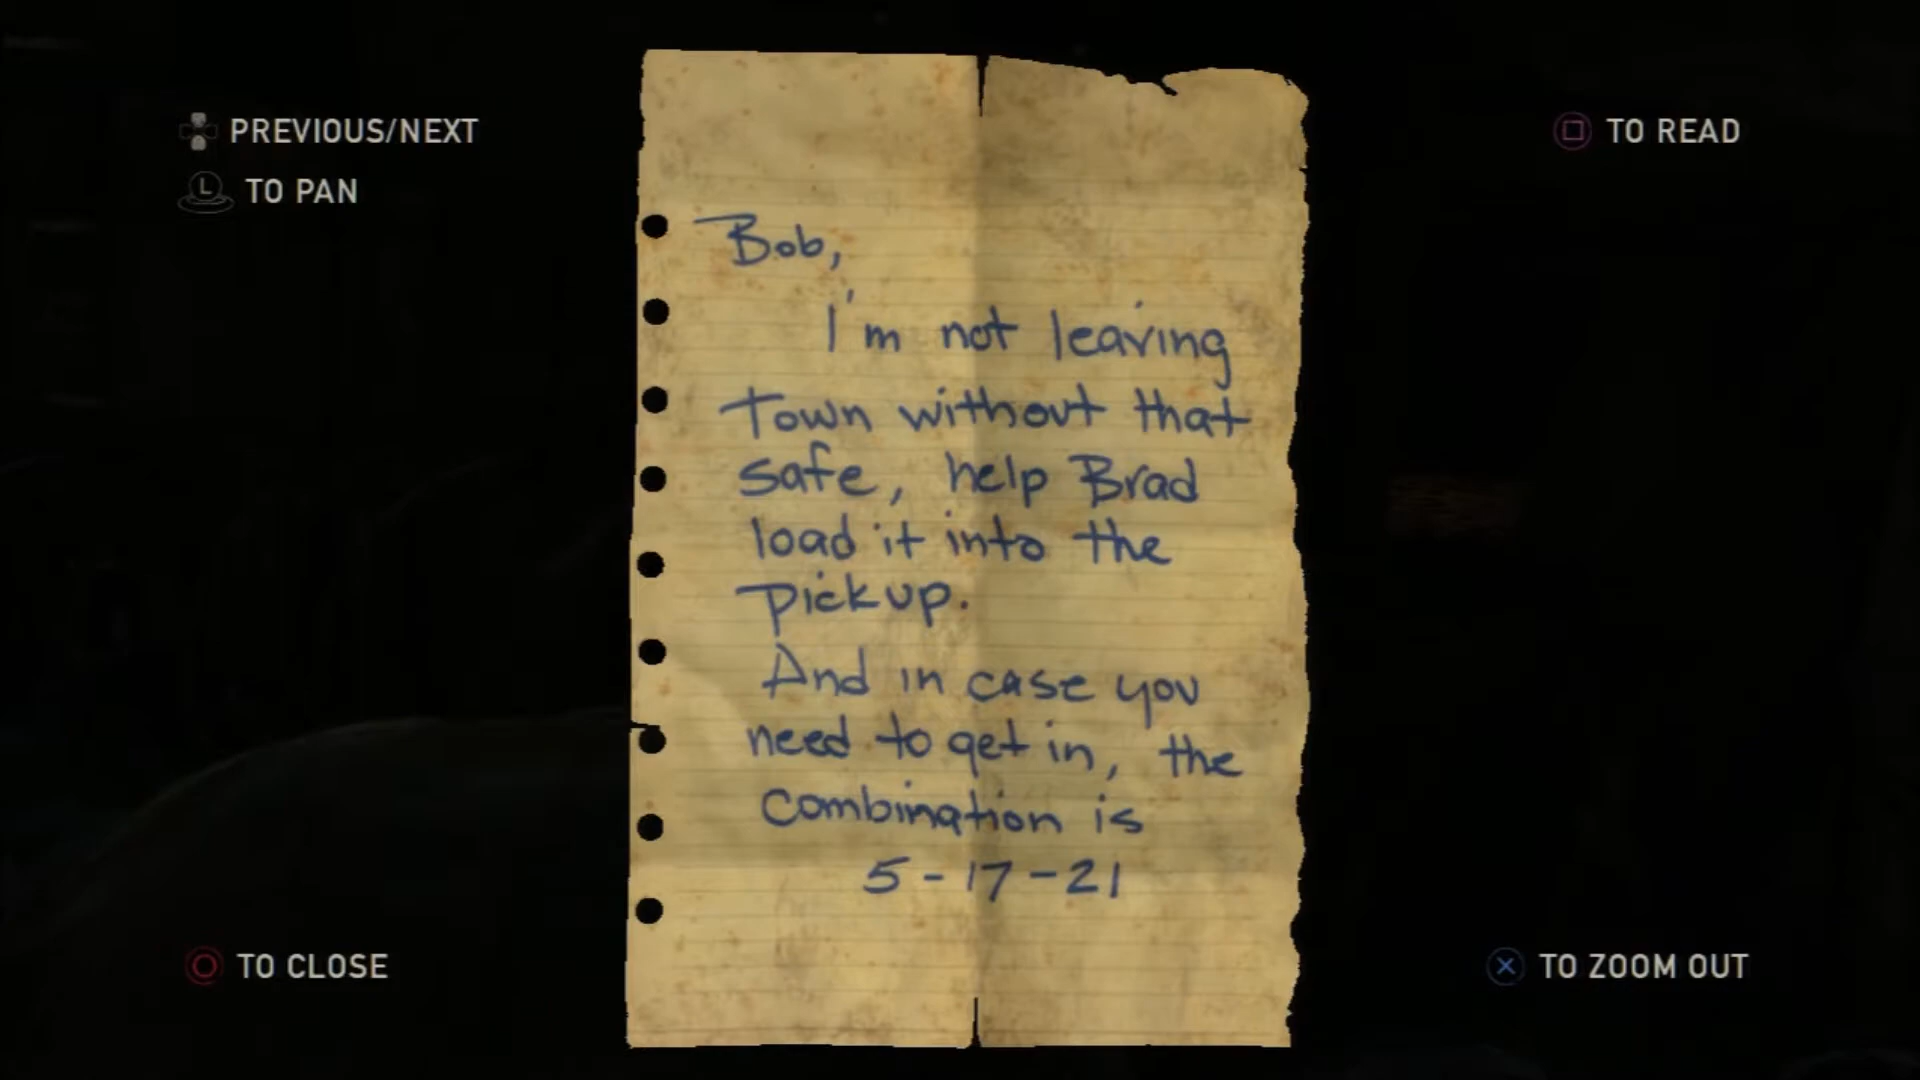 PREVIOUS/NEXT
L TO PAN
TO READ
Bob,
I'm not leaving
Town without that
safe, help Brad
load it into the
pickup.
And in case you
need to get in, the
combination is
5-17-21
TO CLOSE
TO ZOOM OUT